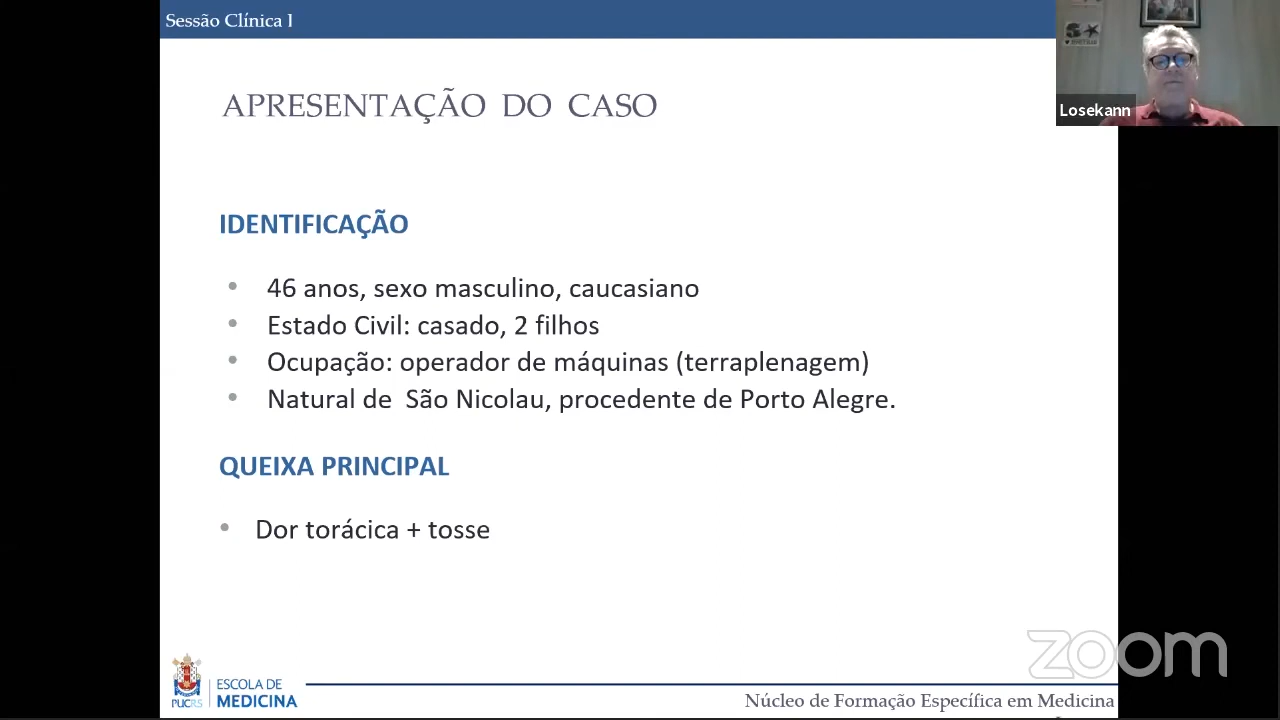 Sessão Clínica I
Losekann
APRESENTAÇÃO DO CASO
IDENTIFICAÇÃO
• 46 anos, sexo masculino, caucasiano
• Estado Civil: casado, 2 filhos
• Ocupação: operador de máquinas (terraplenagem)
• Natural de São Nicolau, procedente de Porto Alegre.
QUEIXA PRINCIPAL
• Dor torácica + tosse
zoom
PUCRS
ESCOLA DE
MEDICINA
Núcleo de Formação Específica em Medicina